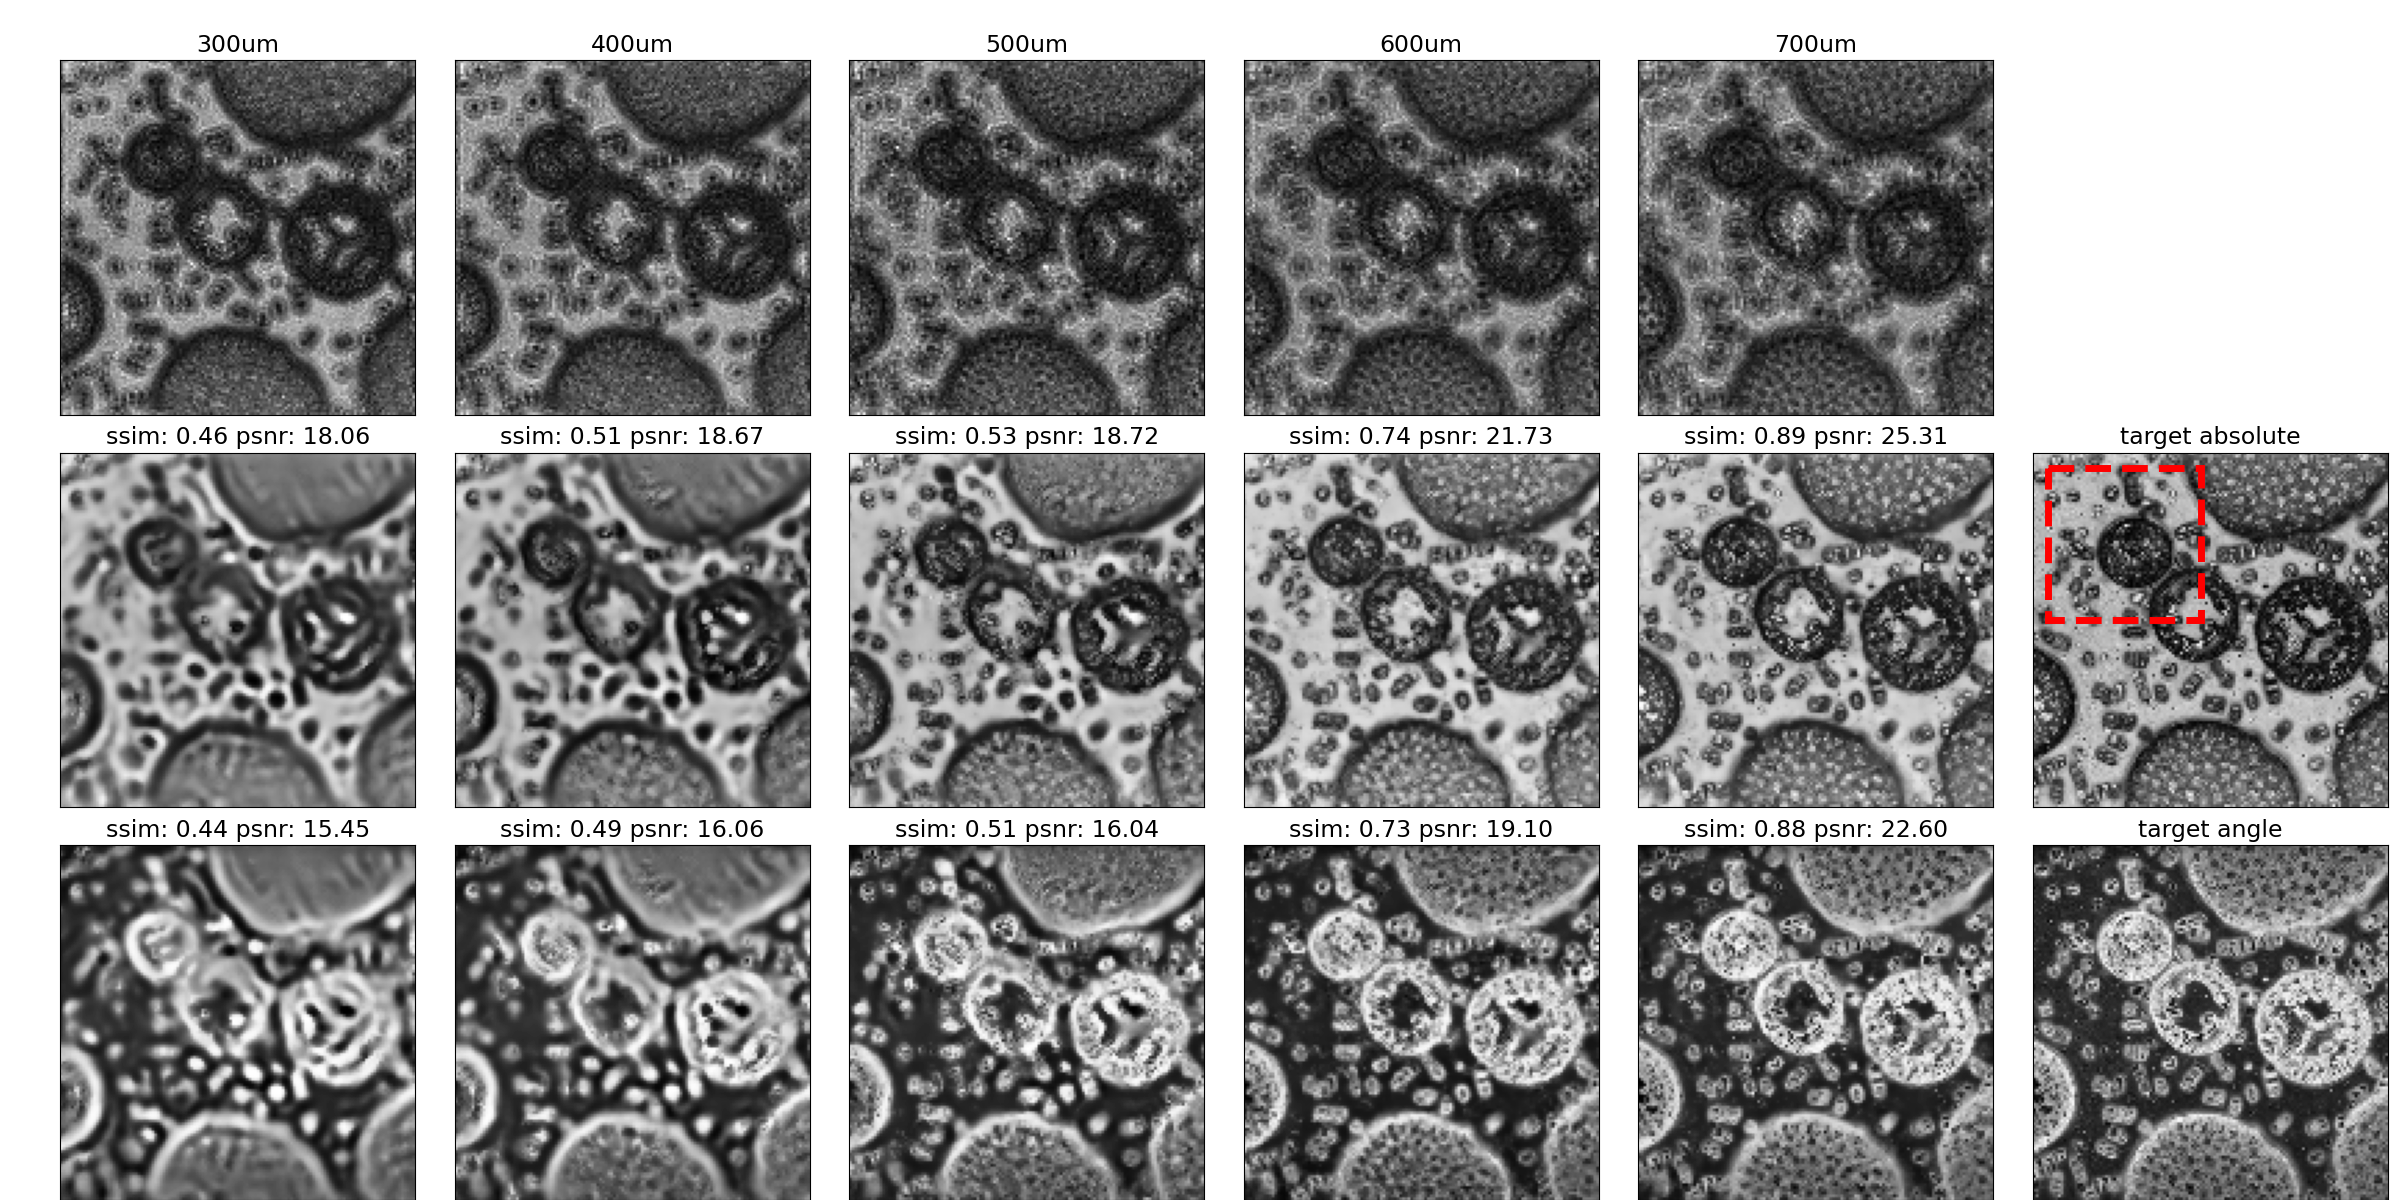 300um 400um 500um 600um 700um
ssim: 0.46 psnr: 18.06 ssim: 0.51 psnr: 18.67 ssim: 0.53 psnr: 18.72 ssim: 0.74 psnr: 21.73 ssim: 0.89 psnr: 25.31 target absolute
ssim: 0.44 psnr: 15.45 ssim: 0.49 psnr: 16.06 ssim: 0.51 psnr: 16.04 ssim: 0.73 psnr: 19.10 ssim: 0.88 psnr: 22.60 target angle